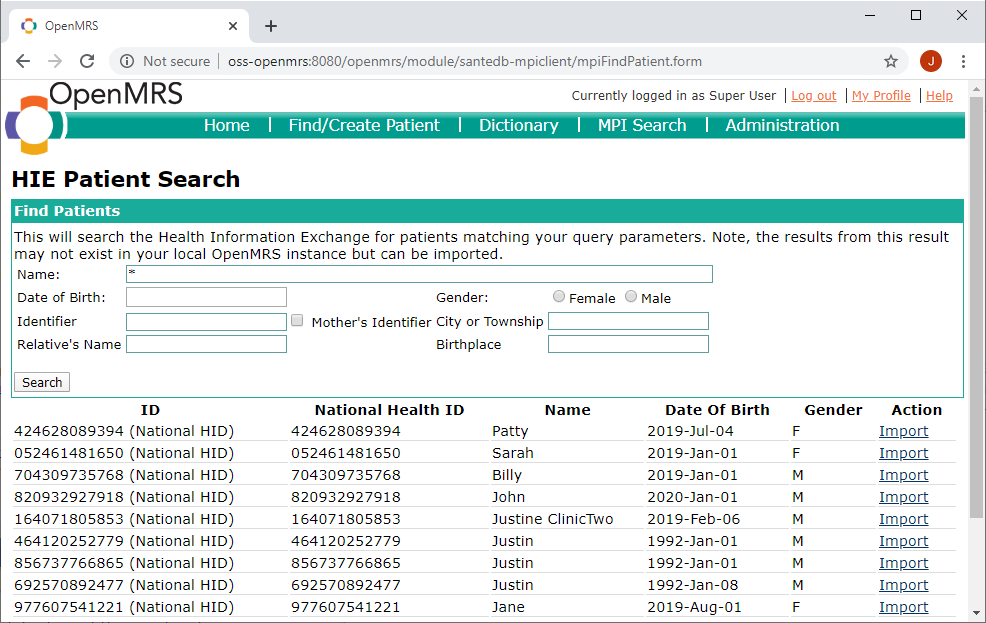 OpenMRS
Not secure | oss-openmrs:8080/openmrs/module/santedb-mpiclient/mpiFindPatient.form J
OpenMRS
Currently logged in as Super User | Log out | My Profile | Help
Home | Find/Create Patient | Dictionary | MPI Search | Administration
HIE Patient Search
Find Patients
This will search the Health Information Exchange for patients matching your query parameters. Note, the results from this result
may not exist in your local OpenMRS instance but can be imported.
Name: *
Date of Birth: Gender: Female Male
Identifier Mother's Identifier City or Township
Relative's Name Birthplace
Search
ID National Health ID Name Date Of Birth Gender Action
424628089394 (National HID) 424628089394 Patty 2019-Jul-04 F Import
052461481650 (National HID) 052461481650 Sarah 2019-Jan-01 F Import
704309735768 (National HID) 704309735768 Billy 2019-Jan-01 M Import
820932927918 (National HID) 820932927918 John 2020-Jan-01 M Import
164071805853 (National HID) 164071805853 Justine ClinicTwo 2019-Feb-06 M Import
464120252779 (National HID) 464120252779 Justin 1992-Jan-01 M Import
856737766865 (National HID) 856737766865 Justin 1992-Jan-01 M Import
692570892477 (National HID) 692570892477 Justin 1992-Jan-08 M Import
977607541221 (National HID) 977607541221 Jane 2019-Aug-01 F Import